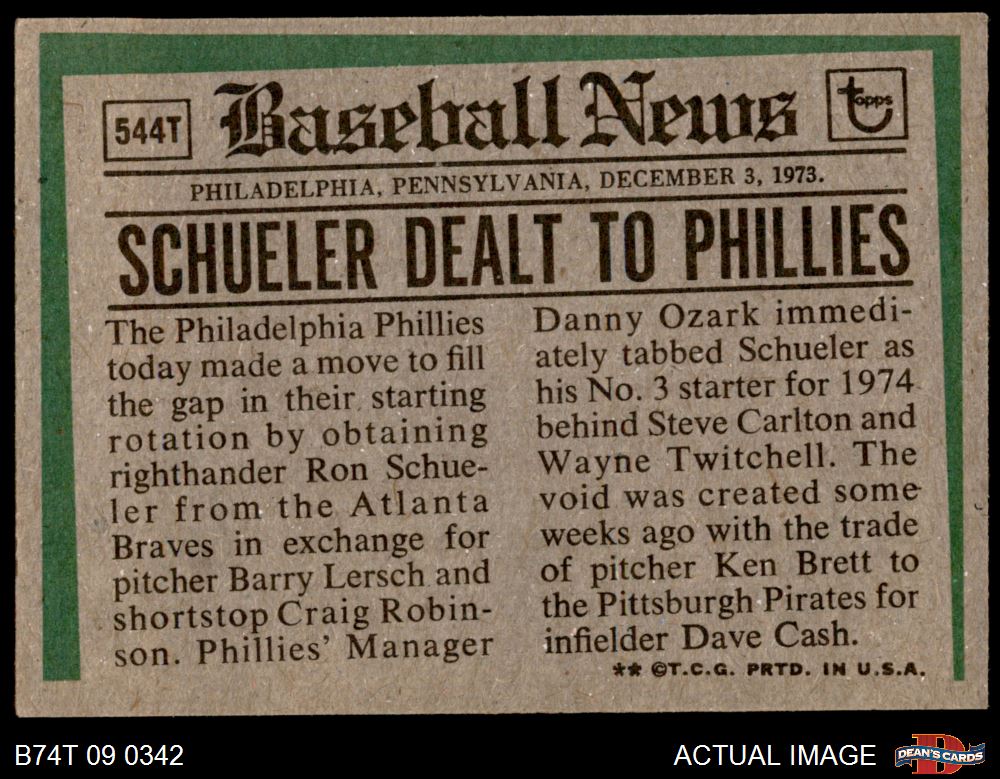 544T
Baseball News
topps
PHILADELPHIA, PENNSYLVANIA, DECEMBER 3, 1973.
SCHUELER DEALT TO PHILLIES
The Philadelphia Phillies
today made a move to fill
the gap in their starting
rotation by obtaining
righthander Ron Schue-
ler from the Atlanta
Braves in exchange for
pitcher Barry Lersch and
shortstop Craig Robin-
son. Phillies' Manager
Danny Ozark immedi-
ately tabbed Schueler as
his No. 3 starter for 1974
behind Steve Carlton and
Wayne Twitchell. The
void was created some
weeks ago with the trade
of pitcher Ken Brett to
the Pittsburgh Pirates for
infielder Dave Cash.
** ©T.C.G. PRTD. IN U.S.A.
B74T 09 0342
ACTUAL IMAGE
DEAN'S CARDS